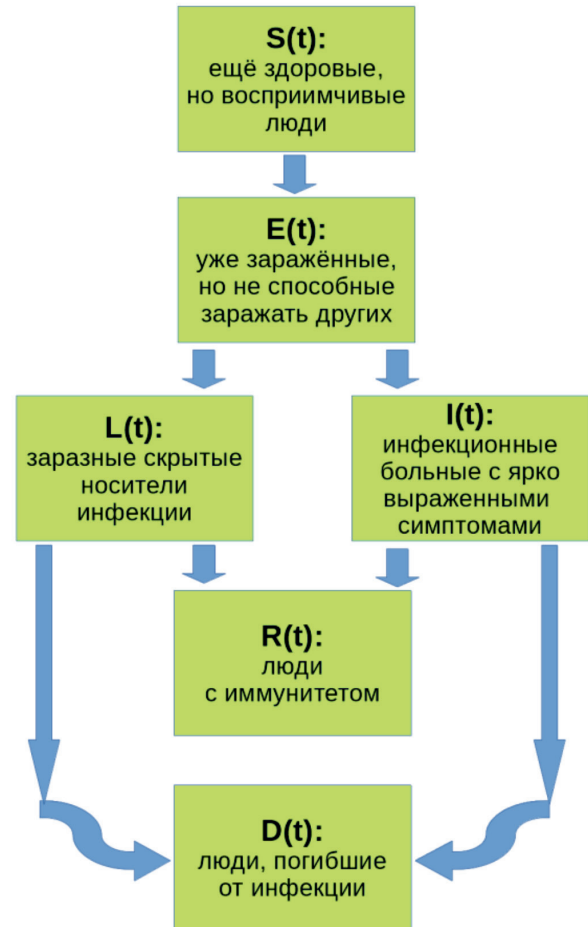 S(t):
ещё здоровые,
но восприимчивые
люди
E(t):
уже заражённые,
но не способные
заражать других
L(t):
заразные скрытые
носители
инфекции
I(t):
инфекционные
больные с ярко
выраженными
симптомами
R(t):
люди
с иммунитетом
D(t):
люди, погибшие
от инфекции